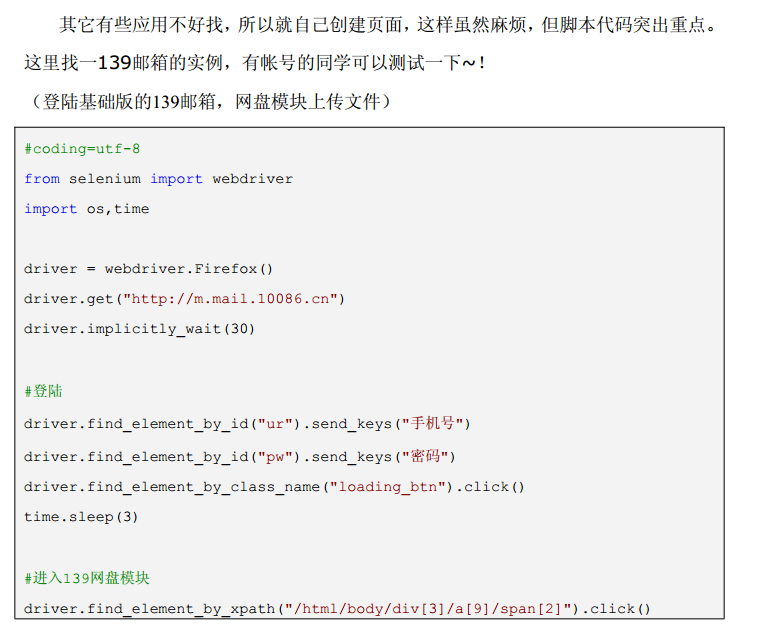 其它有些应用不好找，所以就自己创建页面，这样虽然麻烦，但脚本代码突出重点。
这里找一139邮箱的实例，有帐号的同学可以测试一下~！
（登陆基础版的139邮箱，网盘模块上传文件）
#coding=utf-8
from selenium import webdriver
import os,time
driver = webdriver.Firefox()
driver.get("http://m.mail.10086.cn")
driver.implicitly_wait(30)
#登陆
driver.find_element_by_id("ur").send_keys("手机号")
driver.find_element_by_id("pw").send_keys("密码")
driver.find_element_by_class_name("loading_btn").click()
time.sleep(3)
#进入139网盘模块
driver.find_element_by_xpath("/html/body/div[3]/a[9]/span[2]").click()